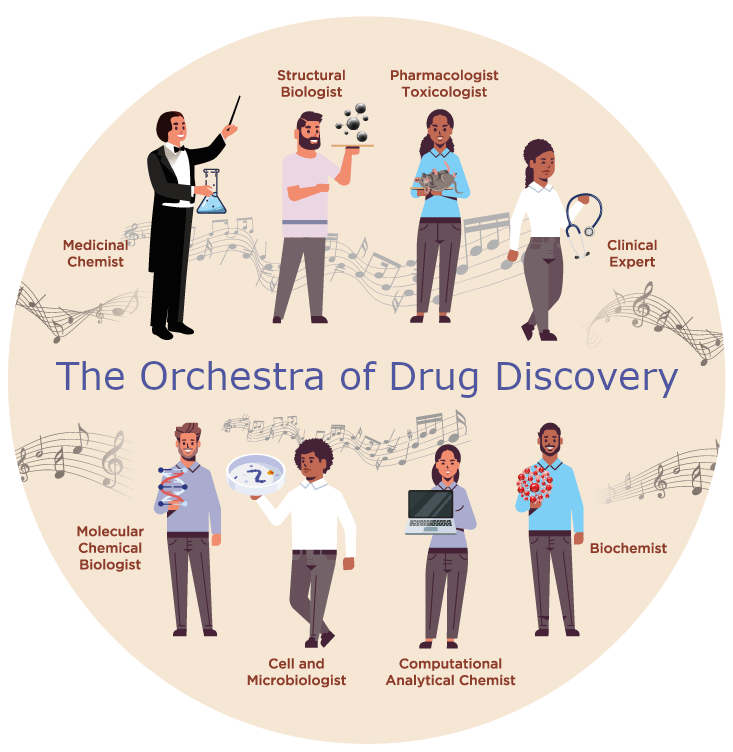 Structural
Biologist
Pharmacologist
Toxicologist
Medicinal
Chemist
Clinical
Expert
The Orchestra of Drug Discovery
Molecular
Chemical
Biologist
Biochemist
Cell and
Microbiologist
Computational
Analytical Chemist